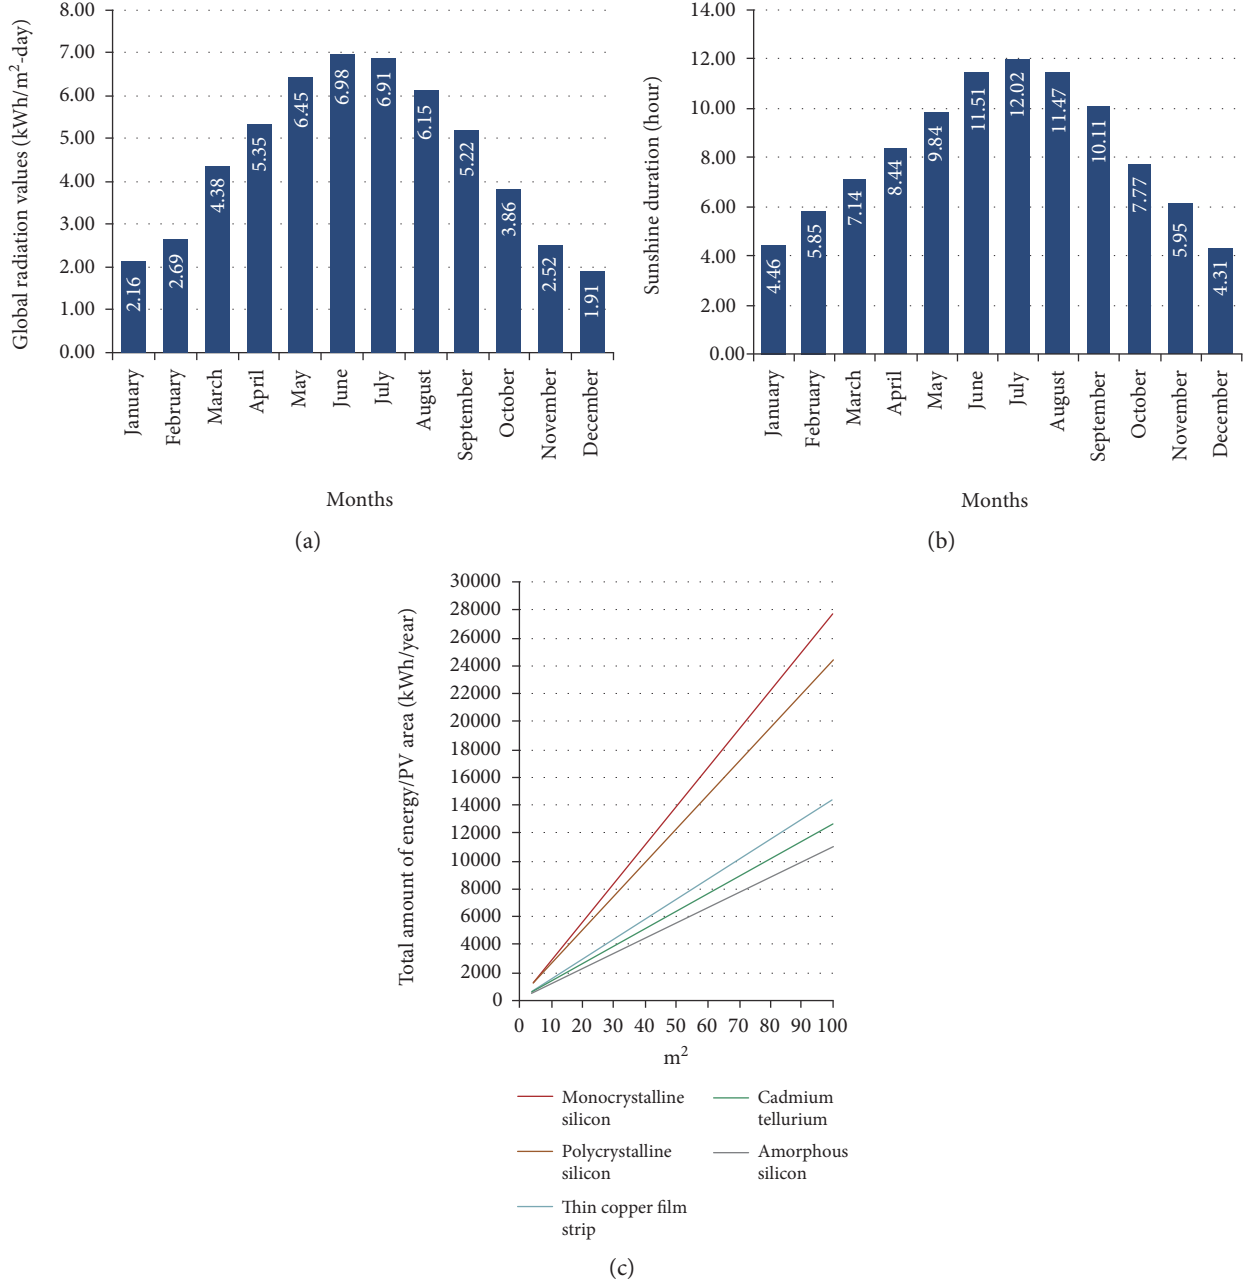 Global radiation values (kWh/m²-day)
8.00
7.00
6.00
5.00
4.00
3.00
2.00
1.00
0.00
2.16
2.69
4.38
5.35
6.45
6.98
6.91
6.15
5.22
3.86
2.52
1.91
January
February
March
April
May
June
July
August
September
October
November
December
Months
(a)
Sunshine duration (hour)
14.00
12.00
10.00
8.00
6.00
4.00
2.00
0.00
4.46
5.85
7.14
8.44
9.84
11.51
12.02
11.47
10.11
7.77
5.95
4.31
January
February
March
April
May
June
July
August
September
October
November
December
Months
(b)
Total amount of energy/PV area (kWh/year)
30000
28000
26000
24000
22000
20000
18000
16000
14000
12000
10000
8000
6000
4000
2000
0
0 10 20 30 40 50 60 70 80 90 100
m²
Monocrystalline
silicon
Polycrystalline
silicon
Thin copper film
strip
Cadmium
tellurium
Amorphous
silicon
(c)